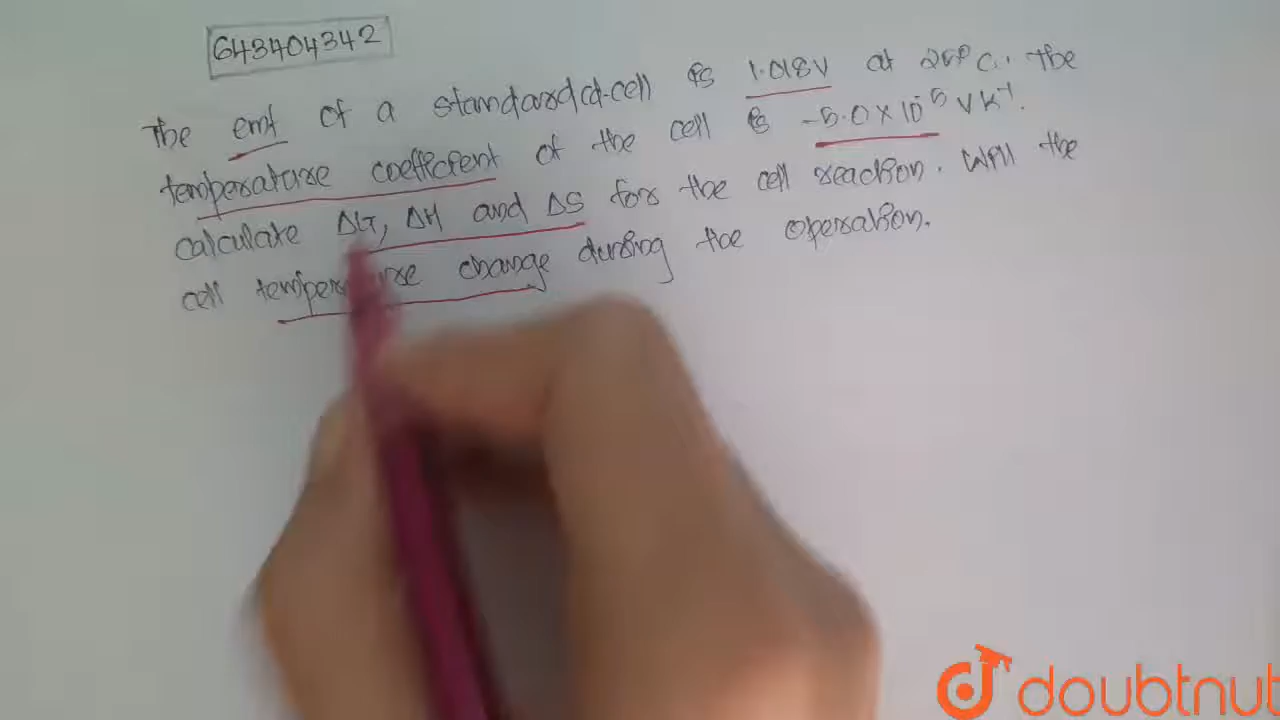 643404342
The emf of a standard cd-cell is 1.018V at 25°C. The
temperature coefficient of the cell is -5.0×10⁻⁵ VK⁻¹.
calculate ΔG, ΔH and ΔS for the cell reaction. Will the
cell temperature change during the operation.
doubtnut